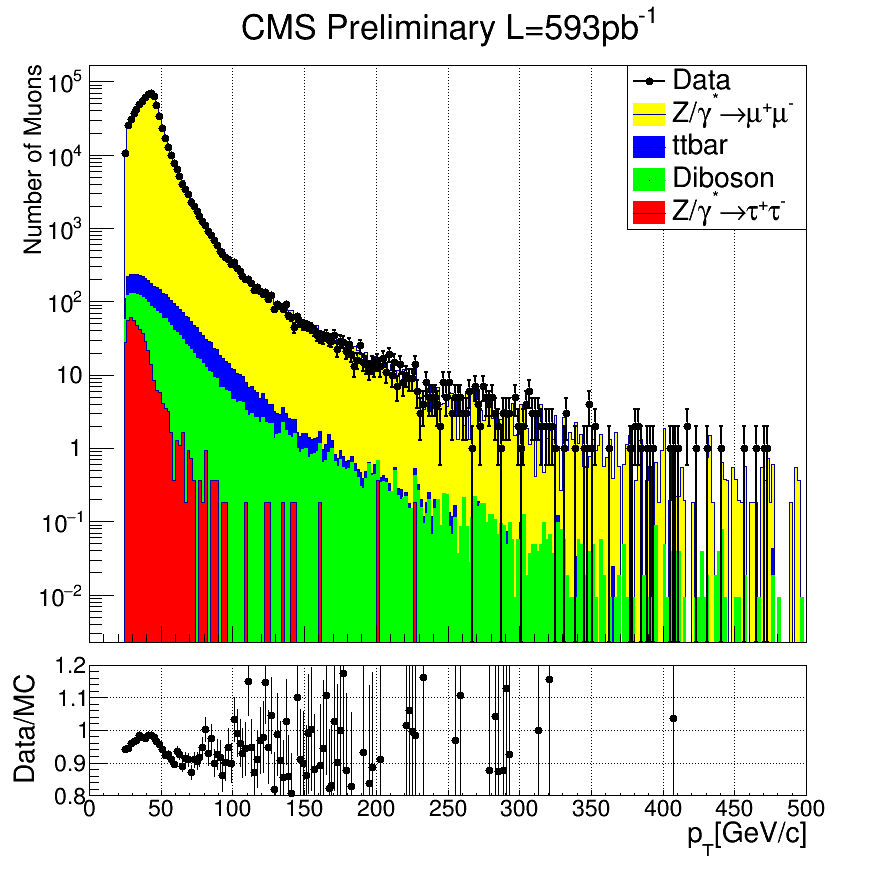 CMS Preliminary L=593pb⁻¹
Number of Muons
10⁵
10⁴
10³
10²
10
1
10⁻¹
10⁻²
Data
Z/γ*→μ⁺μ⁻
ttbar
Diboson
Z/γ*→τ⁺τ⁻
Data/MC
1.2
1.1
1
0.9
0.8
0 50 100 150 200 250 300 350 400 450 500
p_T[GeV/c]